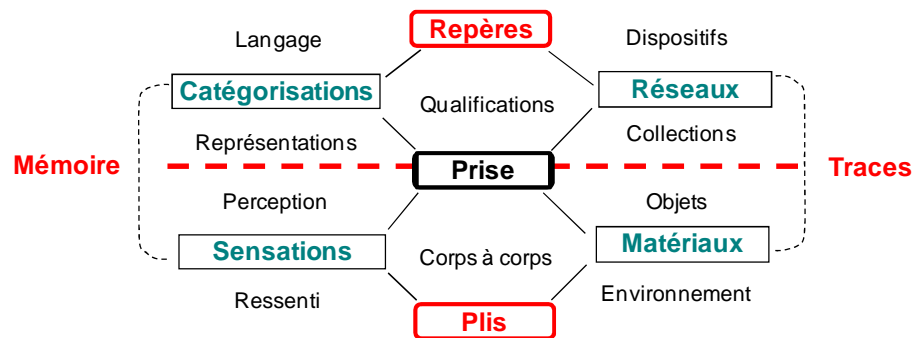 Repères
Langage
Dispositifs
Catégorisations
Réseaux
Qualifications
Représentations
Collections
Mémoire
Prise
Traces
Perception
Objets
Sensations
Matériaux
Corps à corps
Ressenti
Environnement
Plis